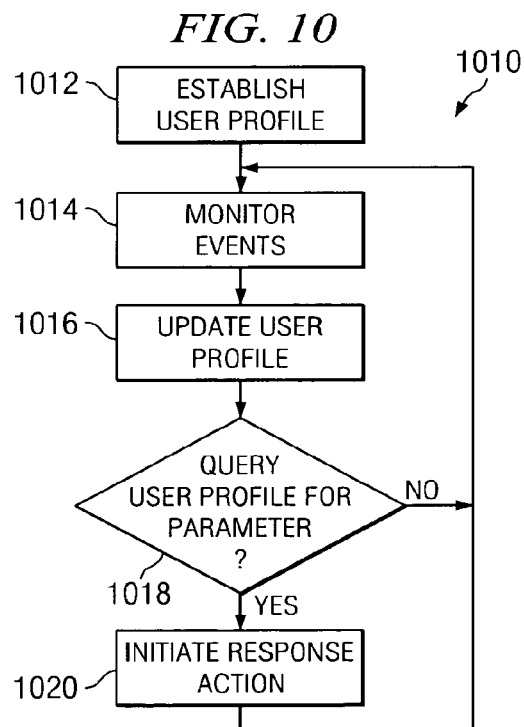 FIG. 10
1010
1012
ESTABLISH
USER PROFILE
1014
MONITOR
EVENTS
1016
UPDATE USER
PROFILE
QUERY
USER PROFILE FOR
PARAMETER
?
NO
1018
YES
1020
INITIATE RESPONSE
ACTION